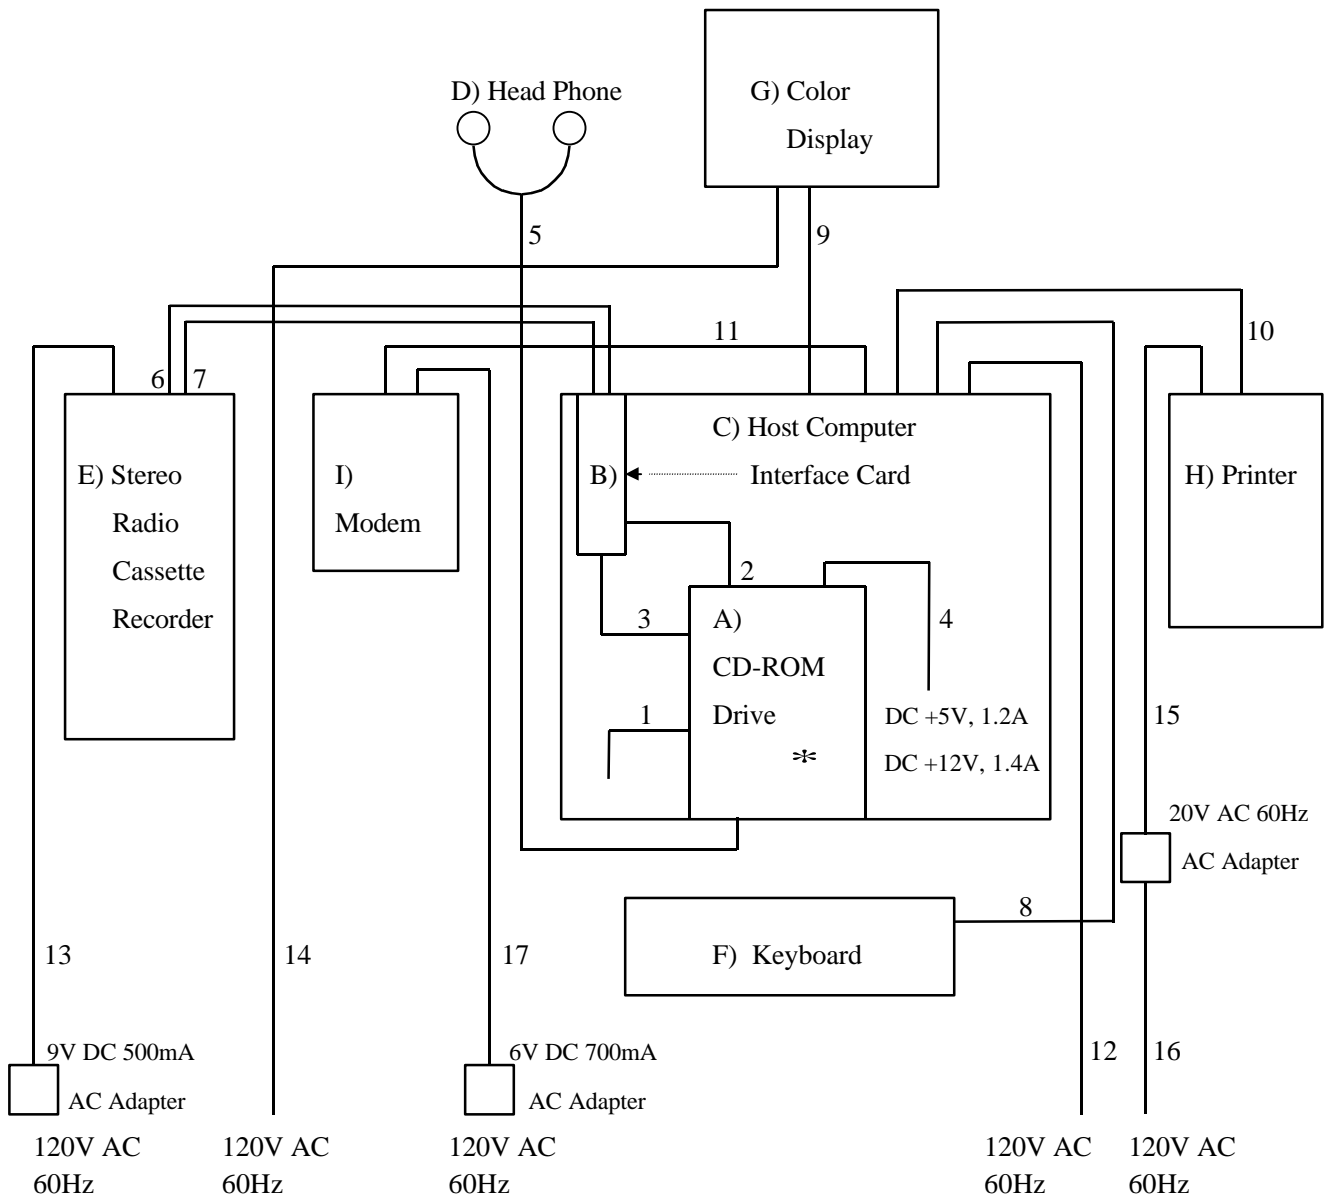 D) Head Phone
G) Color
Display
5
9
11
10
6
7
C) Host Computer
E) Stereo
Radio
Cassette
Recorder
I)
Modem
B)
Interface Card
H) Printer
2
3
A)
CD-ROM
Drive
*
4
1
DC +5V, 1.2A
DC +12V, 1.4A
15
20V AC 60Hz
AC Adapter
8
F) Keyboard
13
14
17
9V DC 500mA
AC Adapter
6V DC 700mA
AC Adapter
12
16
120V AC
60Hz
120V AC
60Hz
120V AC
60Hz
120V AC
60Hz
120V AC
60Hz